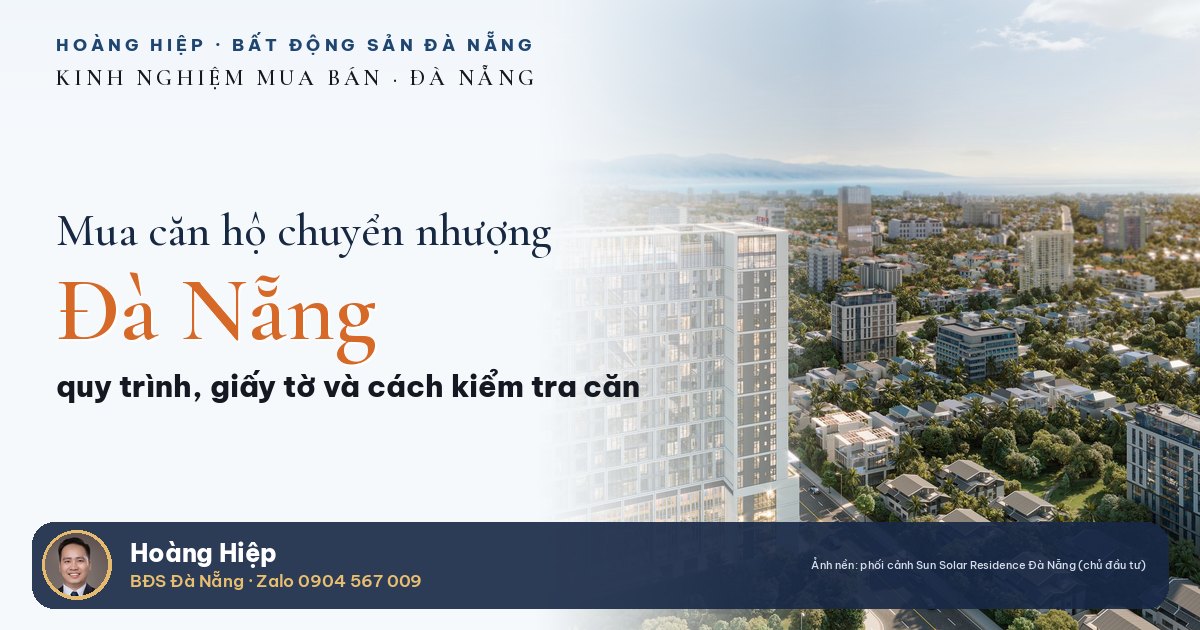 HOÀNG HIỆP · BẤT ĐỘNG SẢN ĐÀ NẴNG
KINH NGHIỆM MUA BÁN · ĐÀ NẴNG
Mua căn hộ chuyển nhượng
Đà Nẵng
quy trình, giấy tờ và cách kiểm tra căn
Hoàng Hiệp
BĐS Đà Nẵng · Zalo 0904 567 009
Ảnh nền: phối cảnh Sun Solar Residence Đà Nẵng (chủ đầu tư)